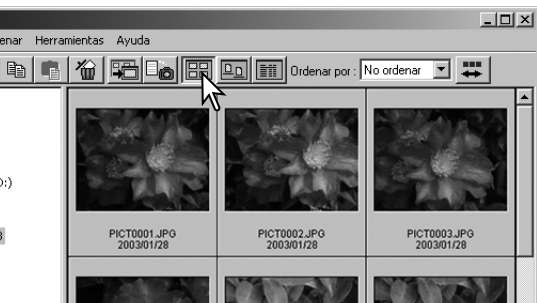 Herramientas Ayuda
Ordenar por : No ordenar
PICT0001.JPG PICT0002.JPG PICT0003.JPG
2003/01/28 2003/01/28 2003/01/28